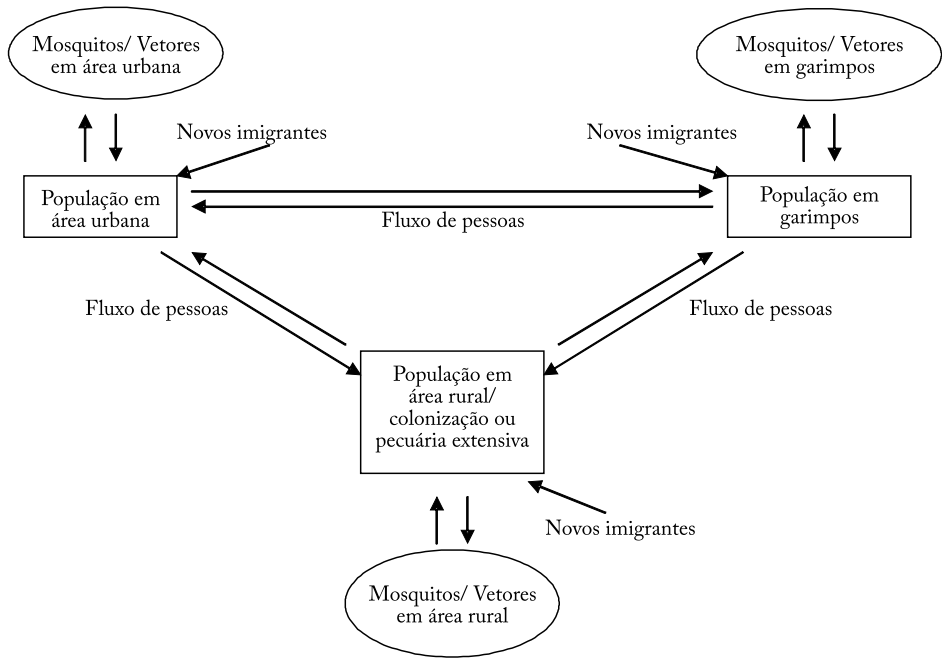 Mosquitos/ Vetores
em área urbana
Mosquitos/ Vetores
em garimpos
Novos imigrantes
Novos imigrantes
População em
área urbana
População em
garimpos
Fluxo de pessoas
Fluxo de pessoas
Fluxo de pessoas
População em
área rural/
colonização ou
pecuária extensiva
Novos imigrantes
Mosquitos/ Vetores
em área rural